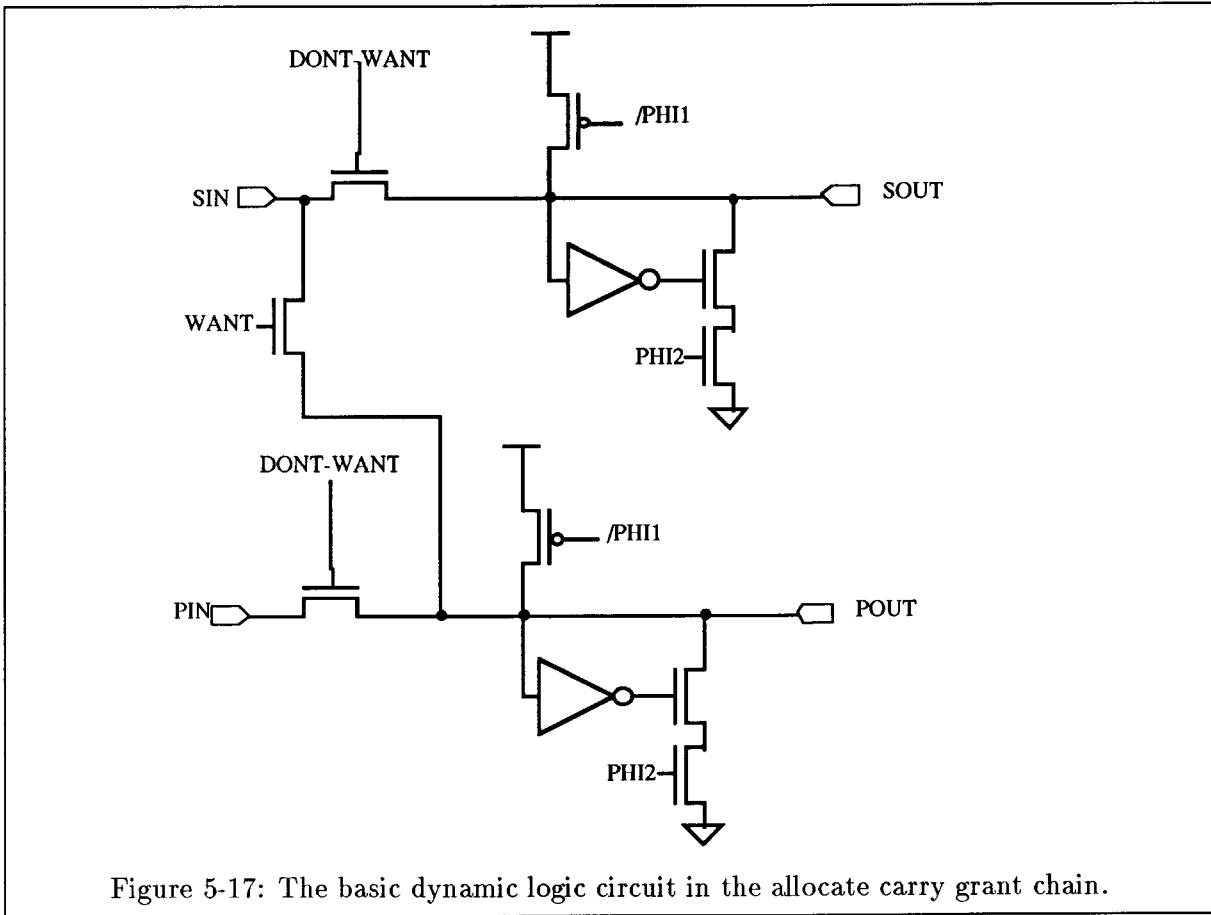 DONT-WANT
/PHI1
SIN
SOUT
WANT
PHI2
DONT-WANT
/PHI1
PIN
POUT
PHI2
Figure 5-17: The basic dynamic logic circuit in the allocate carry grant chain.